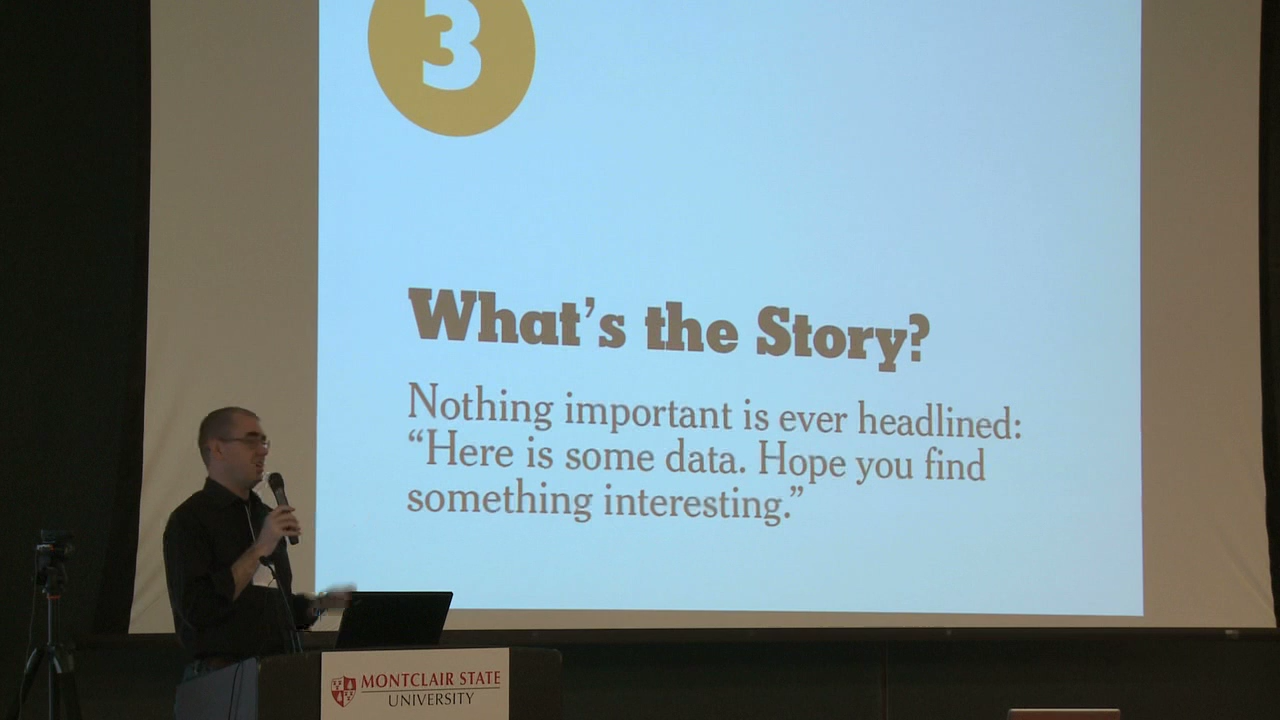 3
What's the Story?
Nothing important is ever headlined:
“Here is some data. Hope you find
something interesting.”
MONTCLAIR STATE
UNIVERSITY